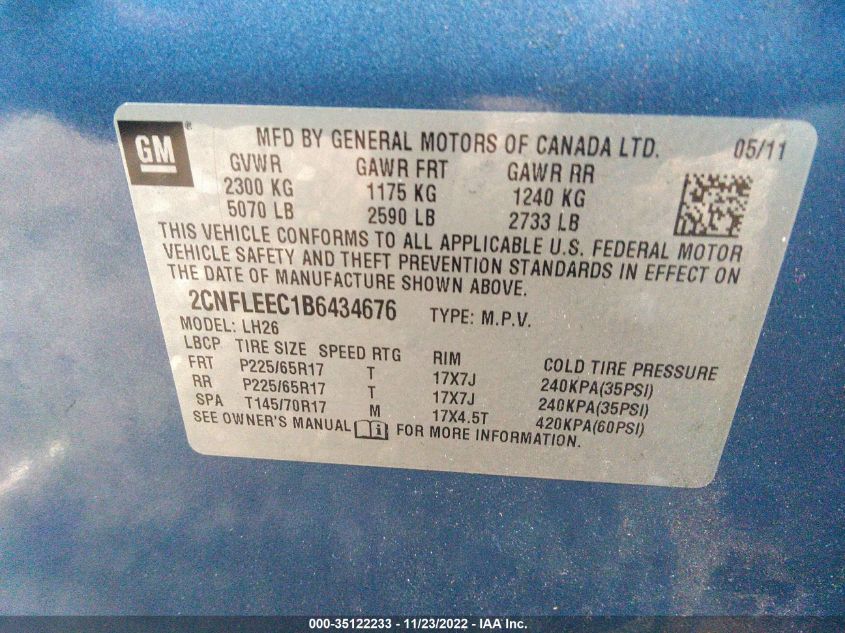 GM ® MFD BY GENERAL MOTORS OF CANADA LTD. 05/11
GVWR GAWR FRT GAWR RR
2300 KG 1175 KG 1240 KG
5070 LB 2590 LB 2733 LB
THIS VEHICLE CONFORMS TO ALL APPLICABLE U.S. FEDERAL MOTOR
VEHICLE SAFETY AND THEFT PREVENTION STANDARDS IN EFFECT ON
THE DATE OF MANUFACTURE SHOWN ABOVE.
2CNFLEEC1B6434676 TYPE: M.P.V.
MODEL: LH26
LBCP TIRE SIZE SPEED RTG RIM COLD TIRE PRESSURE
FRT P225/65R17 T 17X7J 240KPA(35PSI)
RR P225/65R17 T 17X7J 240KPA(35PSI)
SPA T145/70R17 M 17X4.5T 420KPA(60PSI)
SEE OWNER'S MANUAL i FOR MORE INFORMATION.
000-35122233 - 11/23/2022 - IAA Inc.